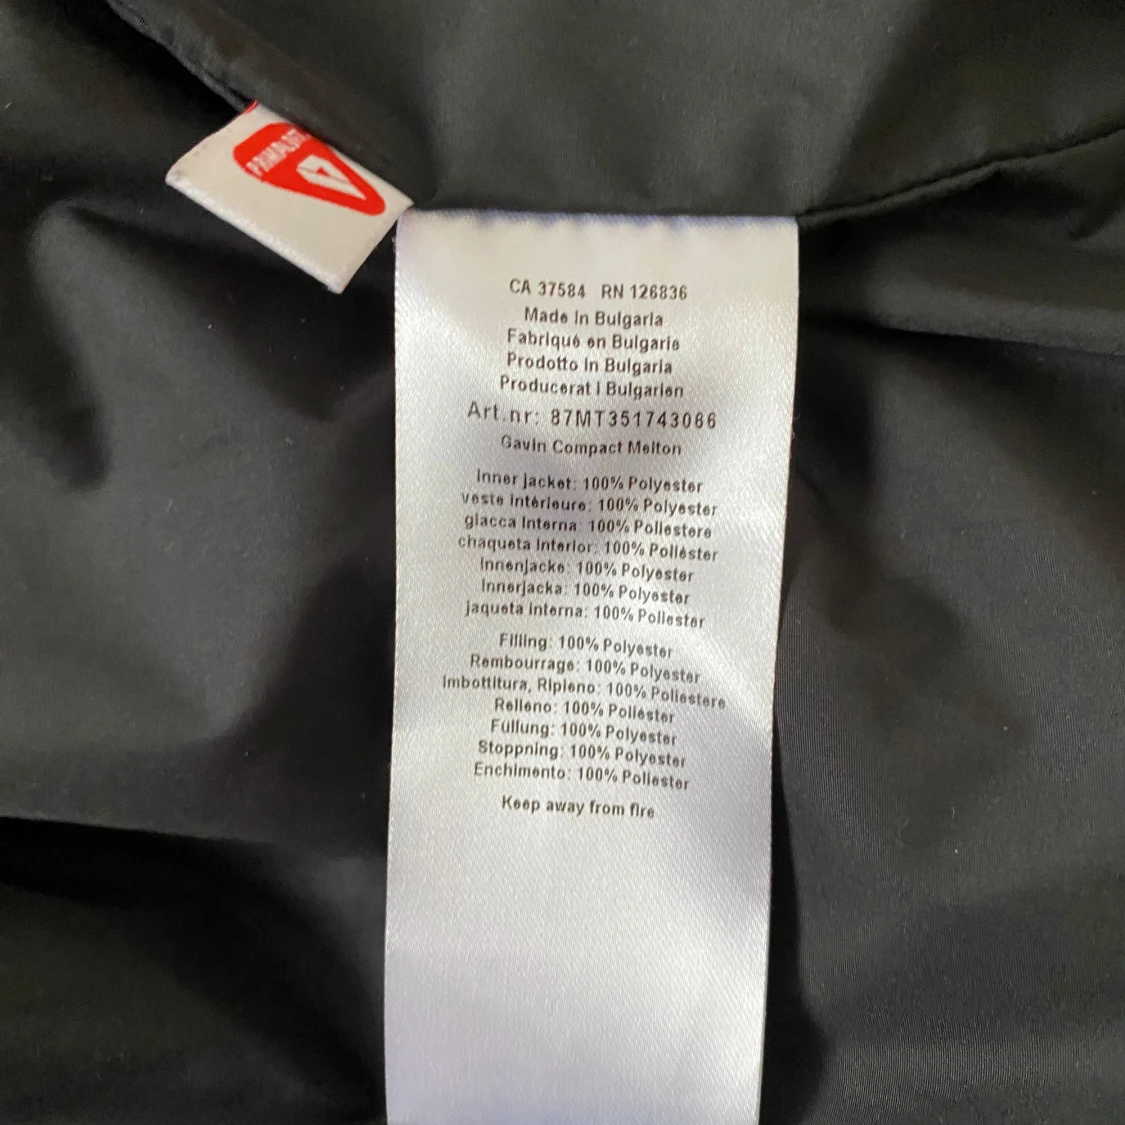 PRIMALOFT
CA 37584 RN 126836
Made in Bulgaria
Fabriqué en Bulgarie
Prodotto in Bulgaria
Producerat i Bulgarien
Art.nr: 87MT351743066
Gavin Compact Melton
Inner jacket: 100% Polyester
veste intérieure: 100% Polyester
giacca interna: 100% Poliestere
chaqueta interior: 100% Poliéster
Innenjacke: 100% Polyester
Innerjacka: 100% Polyester
jaqueta interna: 100% Poliester
Filling: 100% Polyester
Rembourrage: 100% Polyester
Imbottitura, Ripieno: 100% Poliestere
Relleno: 100% Poliéster
Füllung: 100% Polyester
Stoppning: 100% Polyester
Enchimento: 100% Poliester
Keep away from fire